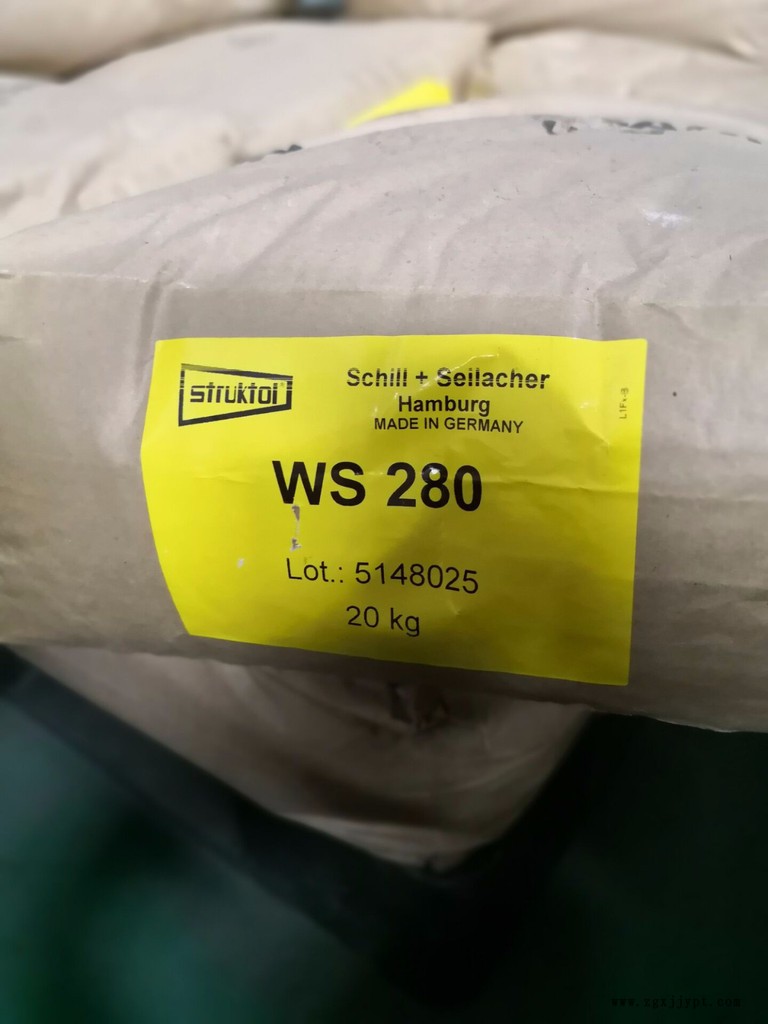 struktol®
Schill + Seilacher
Hamburg
MADE IN GERMANY
WS 280
Lot.: 5148025
20 kg